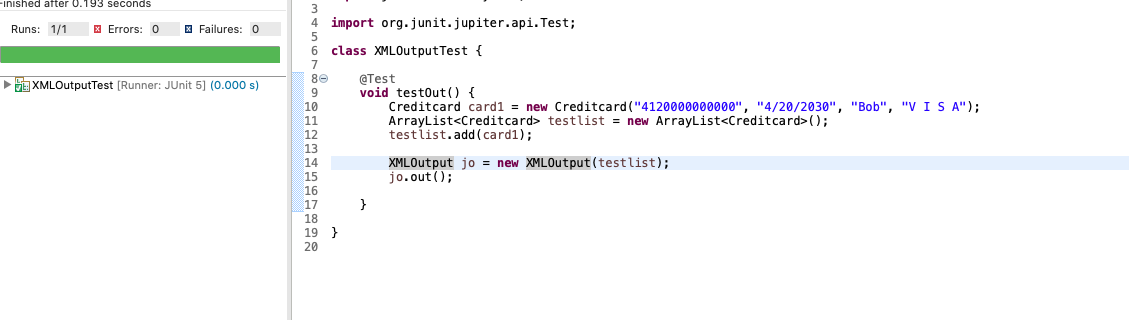 Finished after 0.193 seconds
Runs: 1/1 Errors: 0 Failures: 0
XMLOutputTest [Runner: JUnit 5] (0.000 s)
3
4 import org.junit.jupiter.api.Test;
5
6 class XMLOutputTest {
7
8 @Test
9 void testOut() {
10 Creditcard card1 = new Creditcard("4120000000000", "4/20/2030", "Bob", "V I S A");
11 ArrayList<Creditcard> testlist = new ArrayList<Creditcard>();
12 testlist.add(card1);
13
14 XMLOutput jo = new XMLOutput(testlist);
15 jo.out();
16
17 }
18
19 }
20